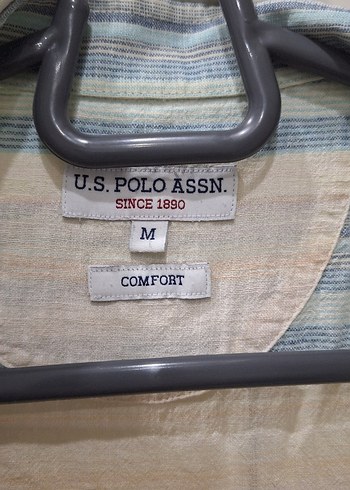 U.S. POLO ASSN.
SINCE 1890
M
COMFORT